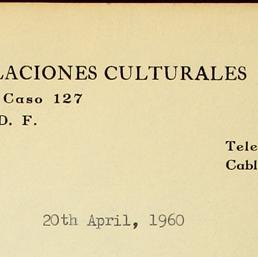 LACIONES CULTURALES
Caso 127
D. F.
Tele
Cabl
20th April, 1960